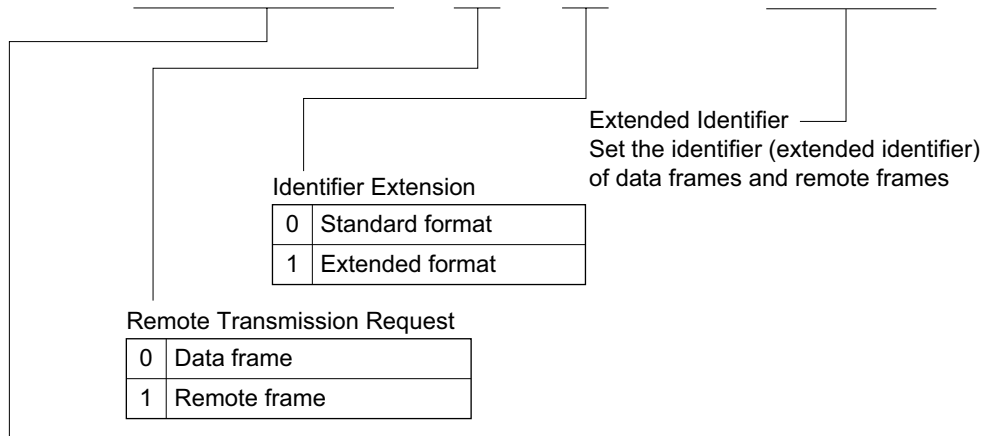 Extended Identifier
Set the identifier (extended identifier)
of data frames and remote frames
Identifier Extension
0 Standard format
1 Extended format
Remote Transmission Request
0 Data frame
1 Remote frame